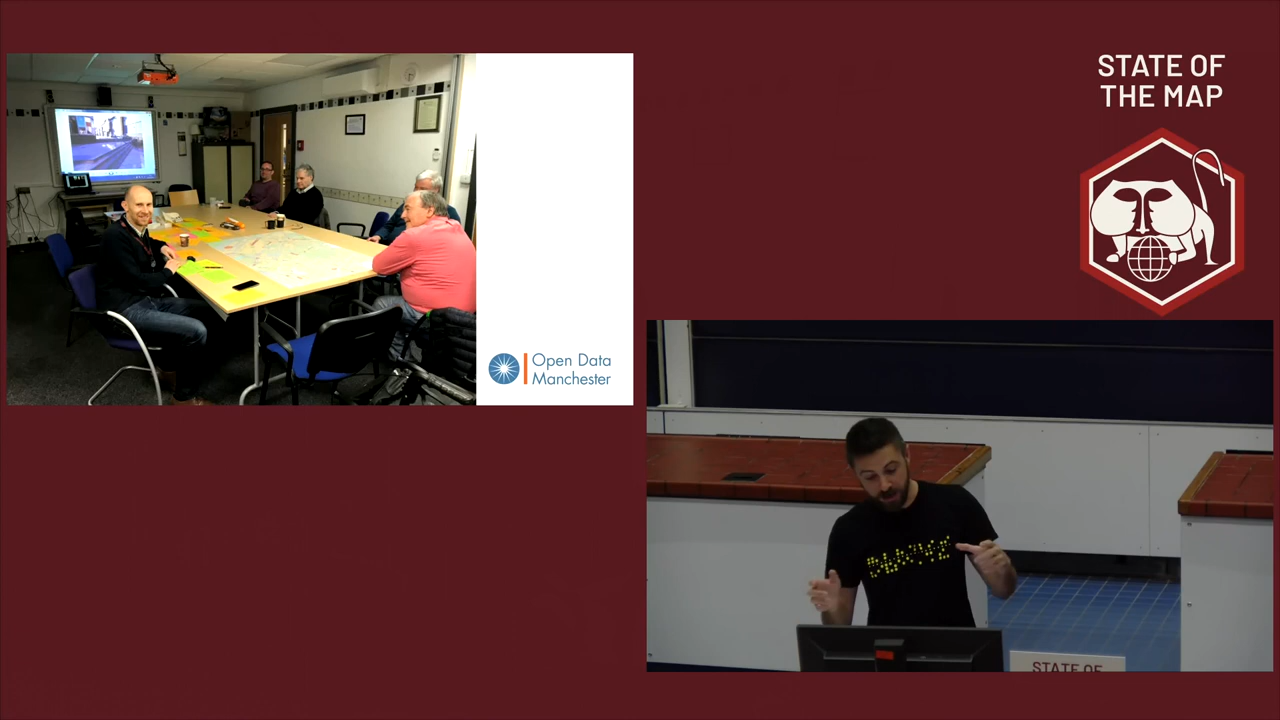 STATE OF
THE MAP
Open Data
Manchester
STATE OF